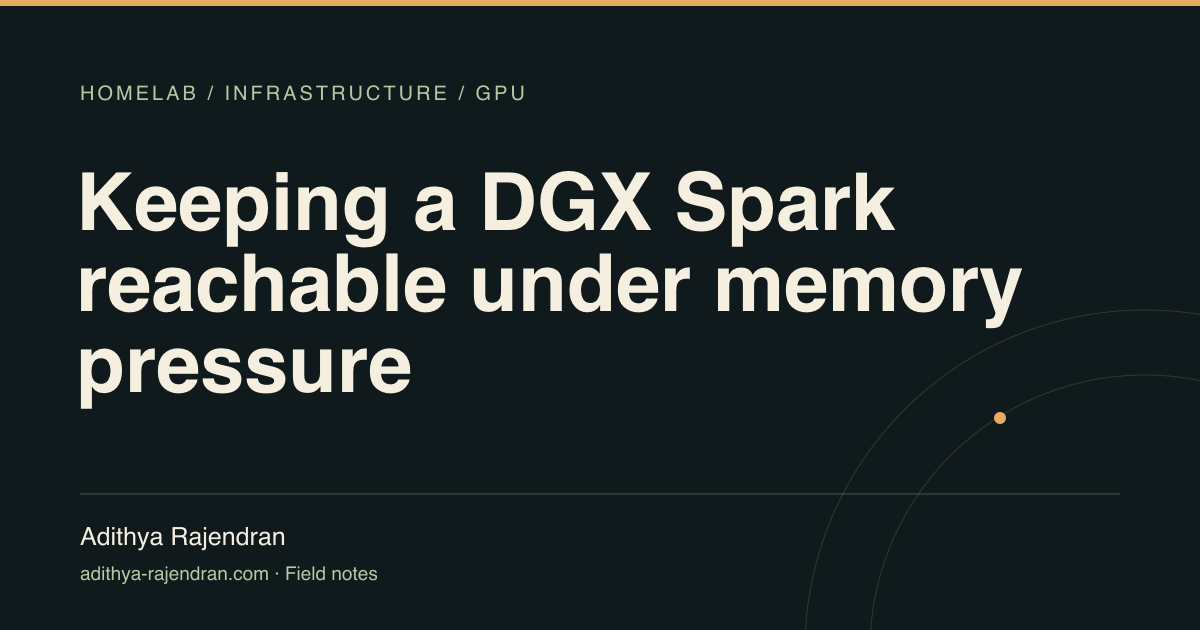 HOMELAB / INFRASTRUCTURE / GPU
Keeping a DGX Spark
reachable under memory
pressure
Adithya Rajendran
adithya-rajendran.com · Field notes